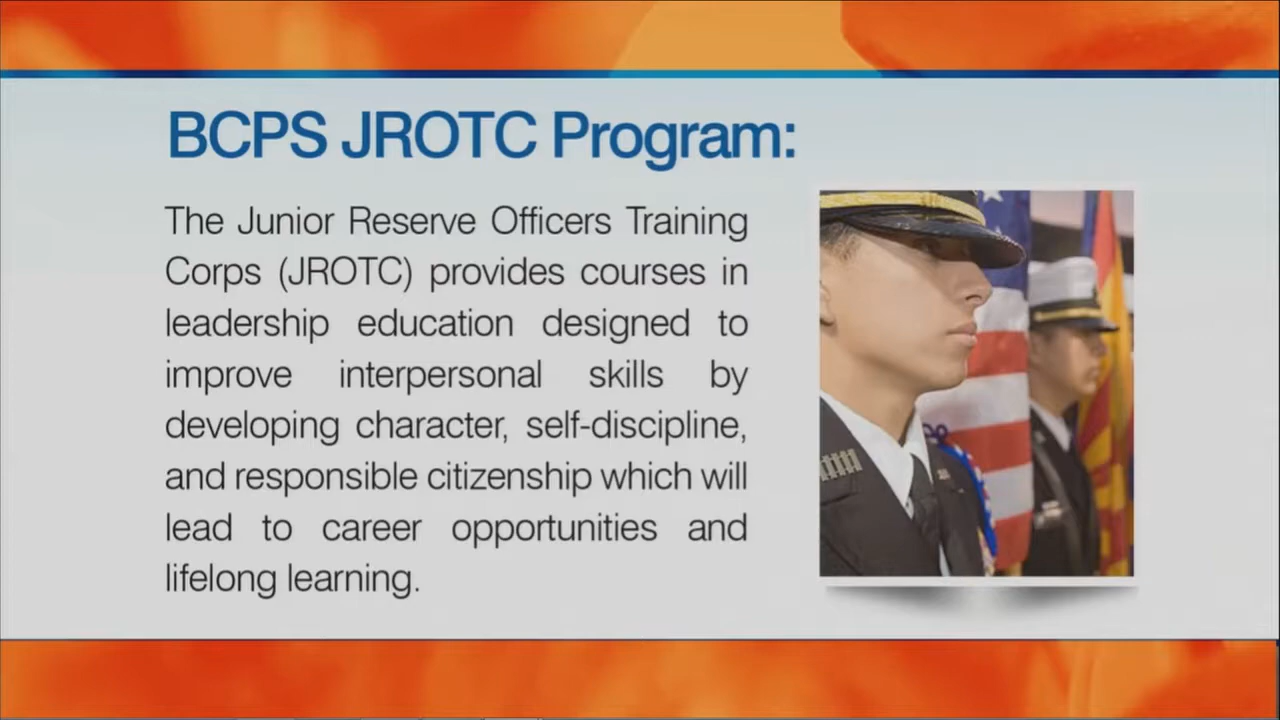 BCPS JROTC Program:
The Junior Reserve Officers Training
Corps (JROTC) provides courses in
leadership education designed to
improve interpersonal skills by
developing character, self-discipline,
and responsible citizenship which will
lead to career opportunities and
lifelong learning.